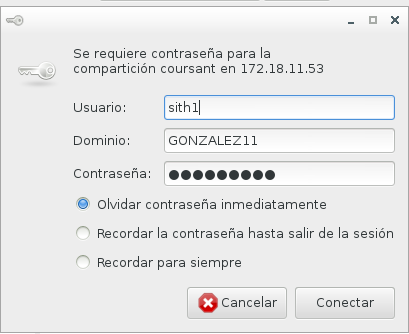 Se requiere contraseña para la
compartición coursant en 172.18.11.53
Usuario: sith1
Dominio: GONZALEZ11
Contraseña: ●●●●●●●●●
Olvidar contraseña inmediatamente
Recordar la contraseña hasta salir de la sesión
Recordar para siempre
Cancelar Conectar